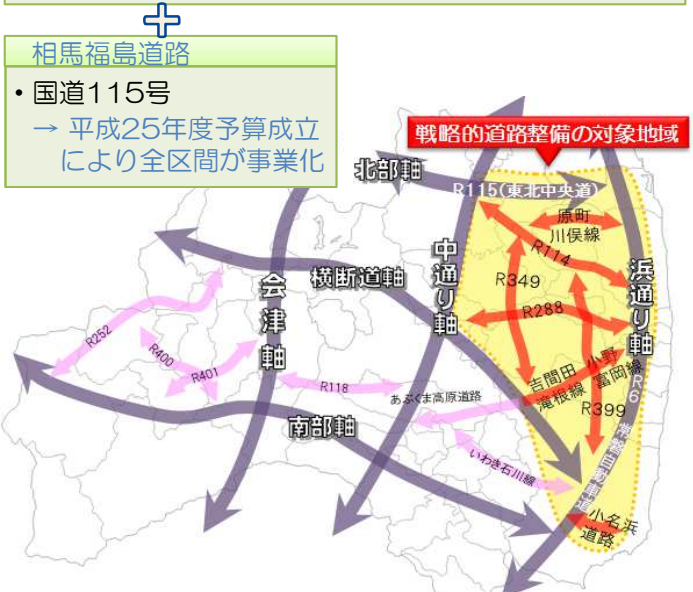 相馬福島道路
・国道115号
→ 平成25年度予算成立
により全区間が事業化
戦略的道路整備の対象地域
北部軸
R115(東北中央道)
原町
川俣線
R114
中通り軸
浜通り軸
横断道軸
会津軸
R349
R288
R252
R400
R401
R118
あぶくま高原道路
吉間田
滝根線
小野
富岡線
R6
R399
南部軸
いわき石川線
常磐自動車道
小名浜
道路